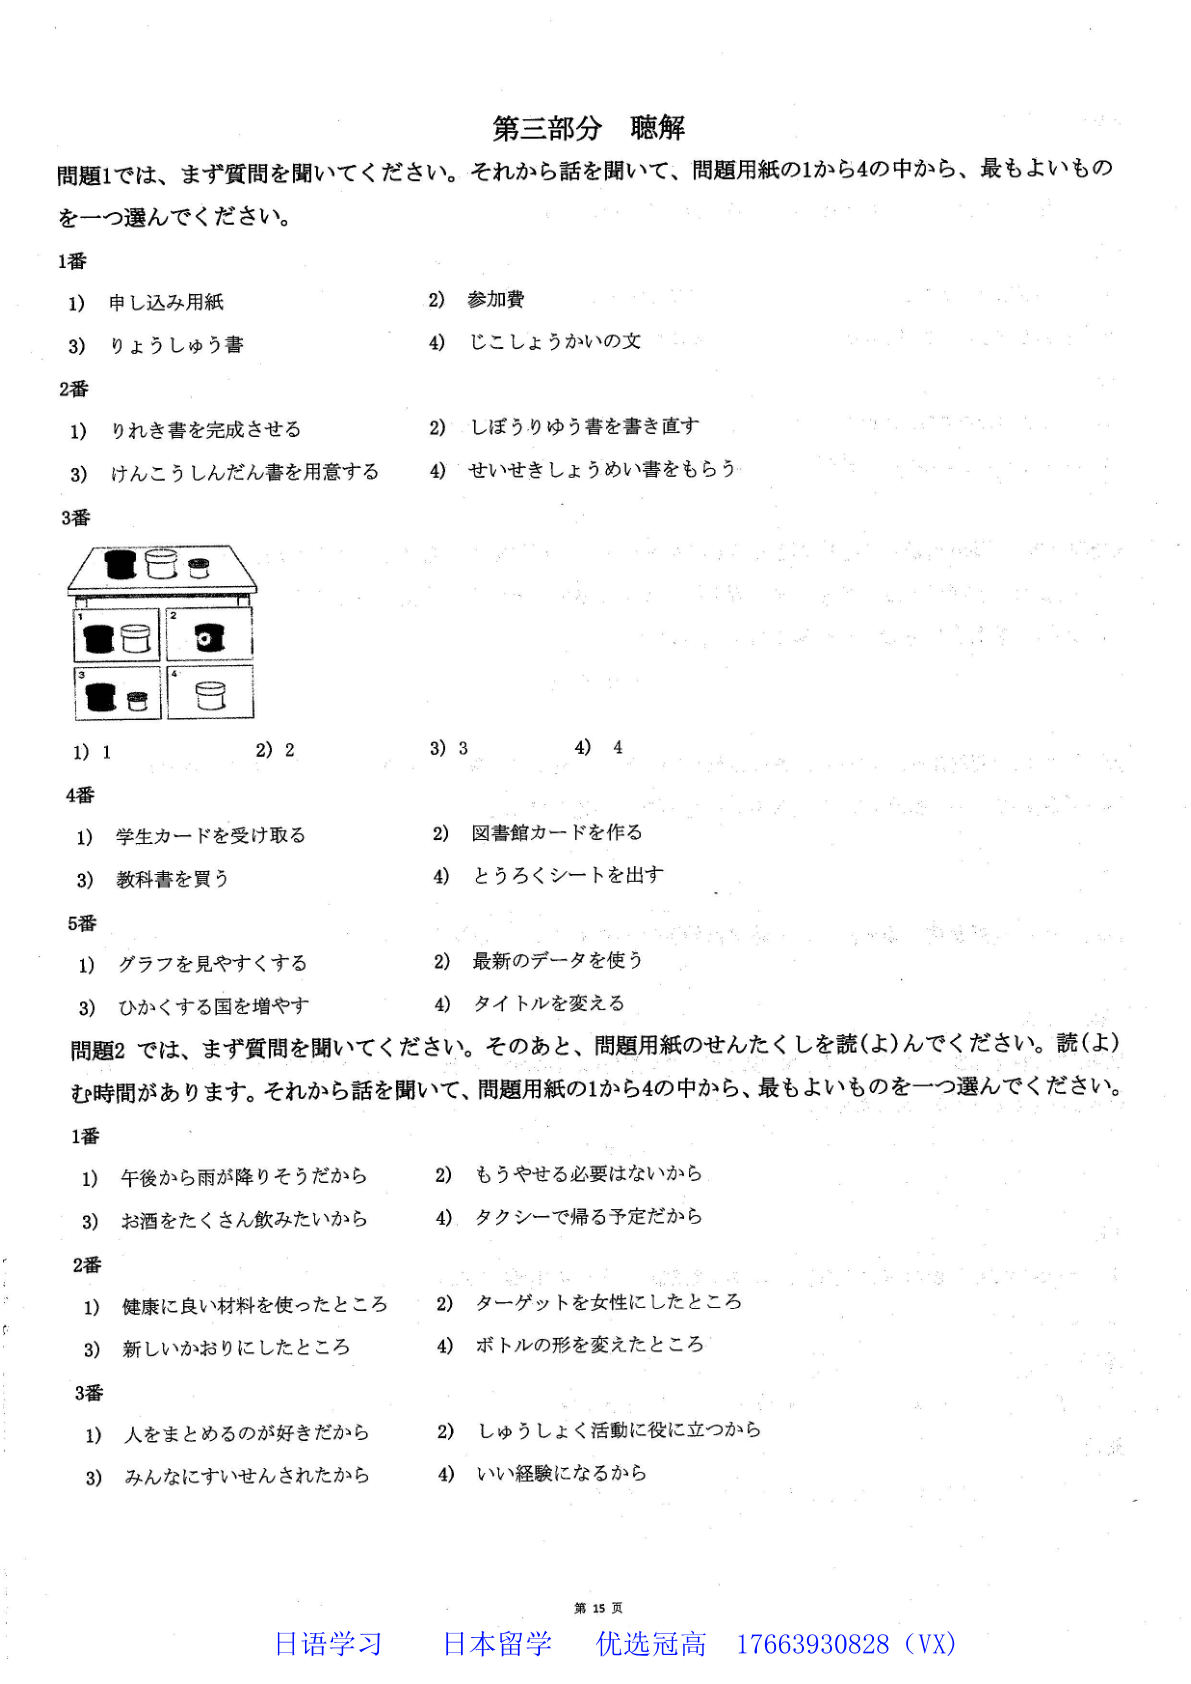 第三部分　聴解
問題1では、まず質問を聞いてください。それから話を聞いて、問題用紙の1から4の中から、最もよいもの
を一つ選んでください。
1番
1)　申し込み用紙　2)　参加費
3)　りょうしゅう書　4)　じこしょうかいの文
2番
1)　りれき書を完成させる　2)　しぼうりゆう書を書き直す
3)　けんこうしんだん書を用意する　4)　せいせきしょうめい書をもらう
3番
1　2
3　4
1) 1　2) 2　3) 3　4)　4
4番
1)　学生カードを受け取る　2)　図書館カードを作る
3)　教科書を買う　4)　とうろくシートを出す
5番
1)　グラフを見やすくする　2)　最新のデータを使う
3)　ひかくする国を増やす　4)　タイトルを変える
問題2 では、まず質問を聞いてください。そのあと、問題用紙のせんたくしを読(よ)んでください。読(よ)
む時間があります。それから話を聞いて、問題用紙の1から4の中から、最もよいものを一つ選んでください。
1番
1)　午後から雨が降りそうだから　2)　もうやせる必要はないから
3)　お酒をたくさん飲みたいから　4)　タクシーで帰る予定だから
2番
1)　健康に良い材料を使ったところ　2)　ターゲットを女性にしたところ
3)　新しいかおりにしたところ　4)　ボトルの形を変えたところ
3番
1)　人をまとめるのが好きだから　2)　しゅうしょく活動に役に立つから
3)　みんなにすいせんされたから　4)　いい経験になるから
第 15 页
日语学习　日本留学　优选冠高　17663930828（VX)